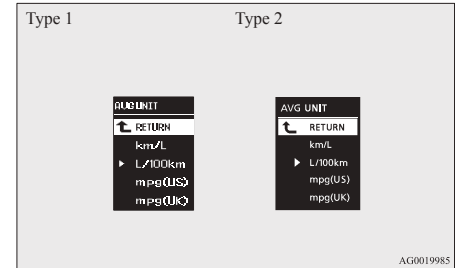 Type 1
Type 2
AVG UNIT
RETURN
km/L
L/100km
mpg(US)
mpg(UK)
AVG UNIT
RETURN
km/L
L/100km
mpg(US)
mpg(UK)
AG0019985